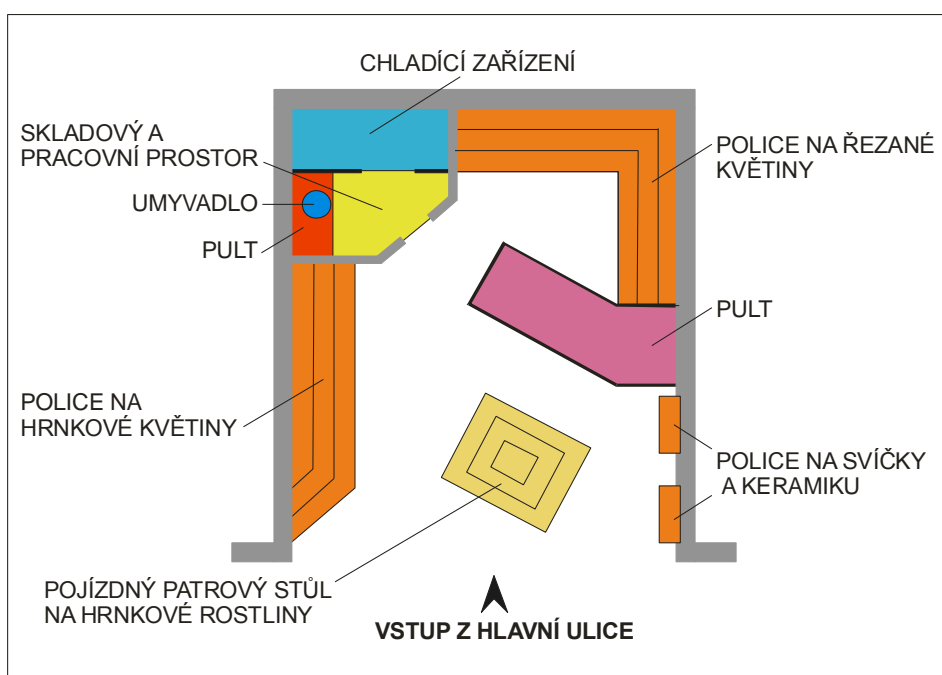 CHLADÍCÍ ZAŘÍZENÍ
SKLADOVÝ A
PRACOVNÍ PROSTOR
UMYVADLO
PULT
POLICE NA ŘEZANÉ
KVĚTINY
PULT
POLICE NA
HRNKOVÉ KVĚTINY
POLICE NA SVÍČKY
A KERAMIKU
POJÍZDNÝ PATROVÝ STŮL
NA HRNKOVÉ ROSTLINY
VSTUP Z HLAVNÍ ULICE